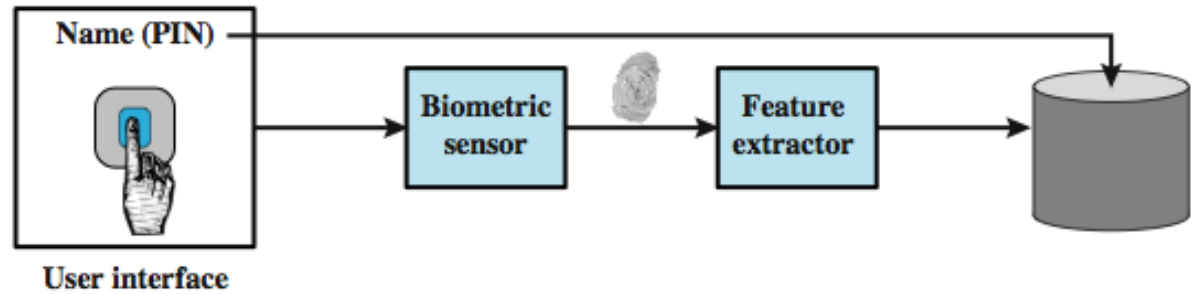 Name (PIN)
Biometric
sensor
Feature
extractor
User interface